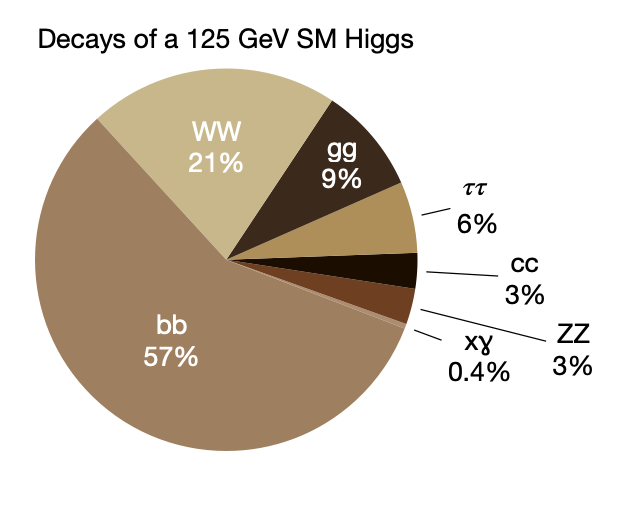 Decays of a 125 GeV SM Higgs
WW
21%
gg
9%
ττ
6%
cc
3%
ZZ
3%
xɣ
0.4%
bb
57%